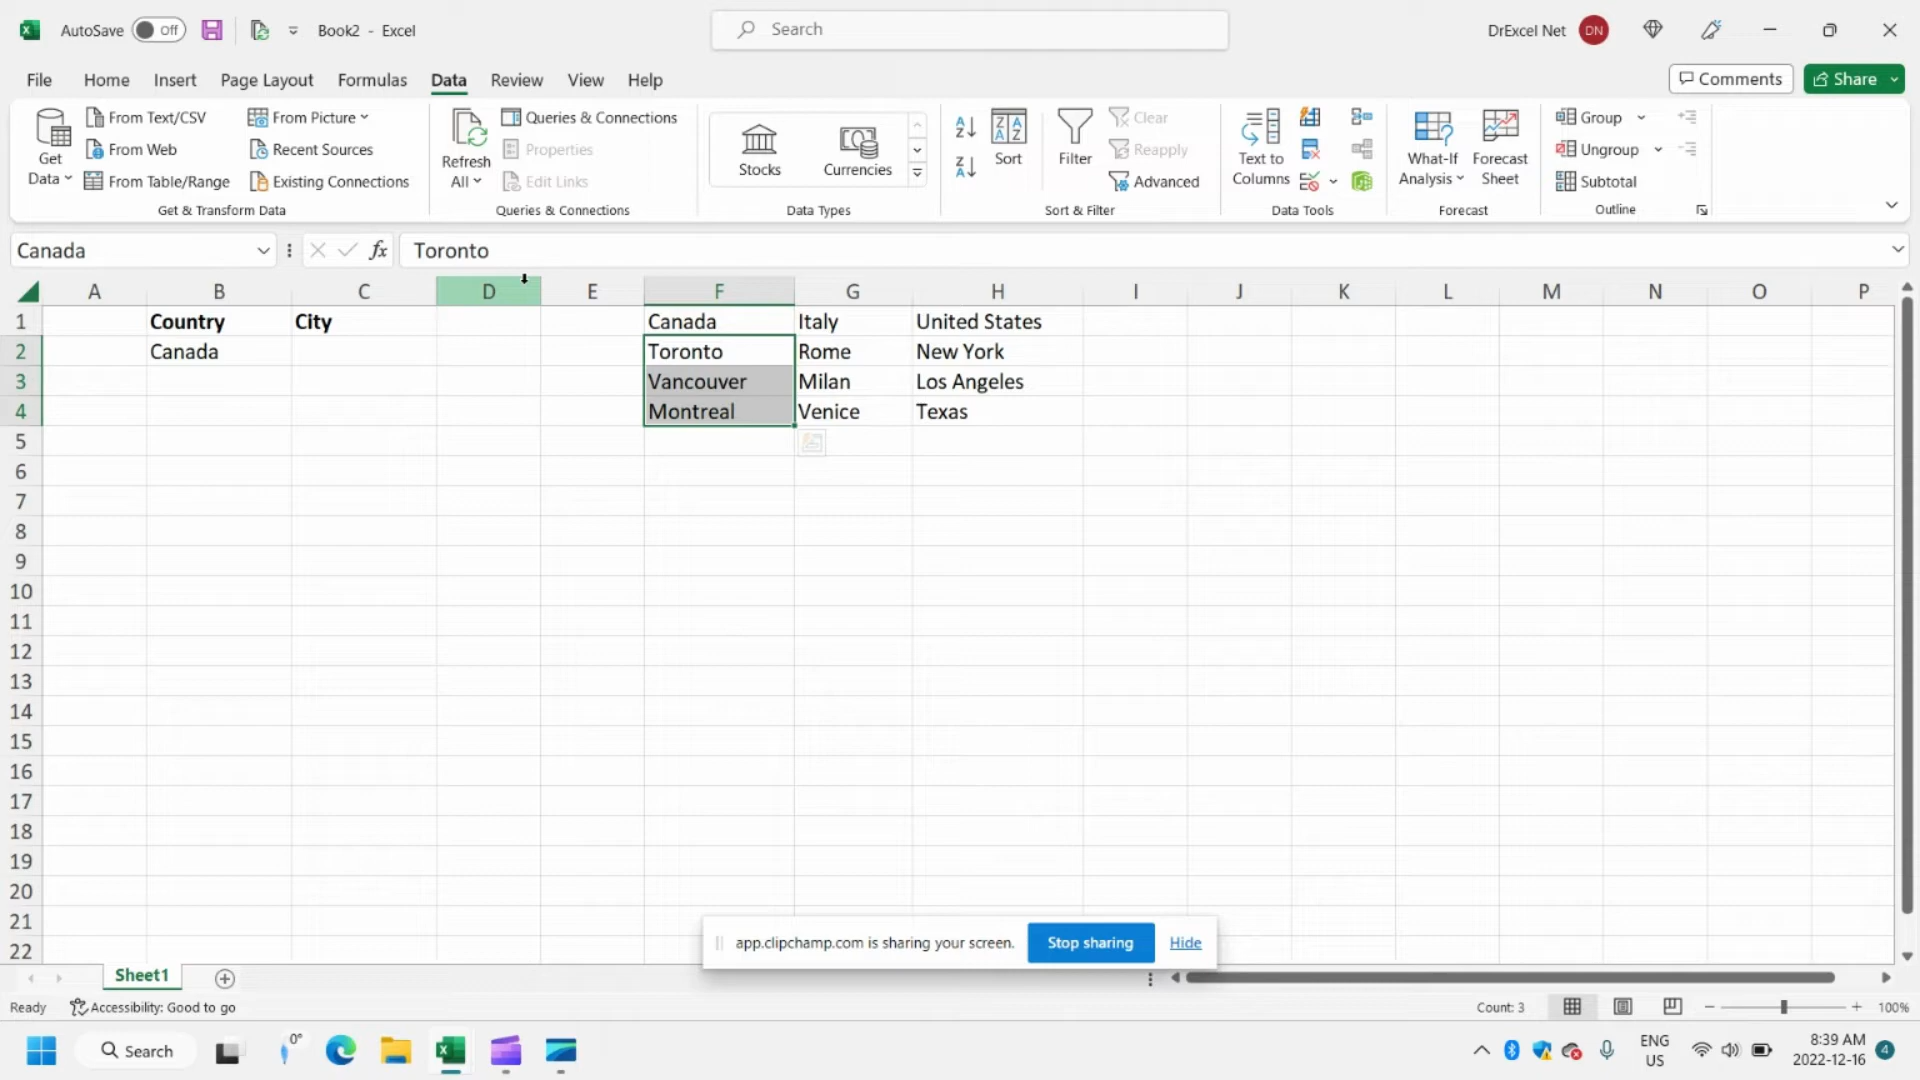 AutoSave Off Book2 - Excel Search DrExcel Net DN
File Home Insert Page Layout Formulas Data Review View Help Comments Share
Get Data
From Text/CSV
From Web
From Table/Range
From Picture
Recent Sources
Existing Connections
Get & Transform Data
Refresh All
Queries & Connections
Properties
Edit Links
Queries & Connections
Stocks Currencies
Data Types
Sort
Filter
Clear
Reapply
Advanced
Sort & Filter
Text to Columns
Data Tools
What-If Analysis
Forecast Sheet
Forecast
Group
Ungroup
Subtotal
Outline
Canada fx Toronto
A B C D E F G H I J K L M N O P
1 Country City Canada Italy United States
2 Canada Toronto Rome New York
3 Vancouver Milan Los Angeles
4 Montreal Venice Texas
5
6
7
8
9
10
11
12
13
14
15
16
17
18
19
20
21
22
app.clipchamp.com is sharing your screen. Stop sharing Hide
Sheet1
Ready Accessibility: Good to go Count: 3 100%
Search 0° ENG US 8:39 AM 2022-12-16 4